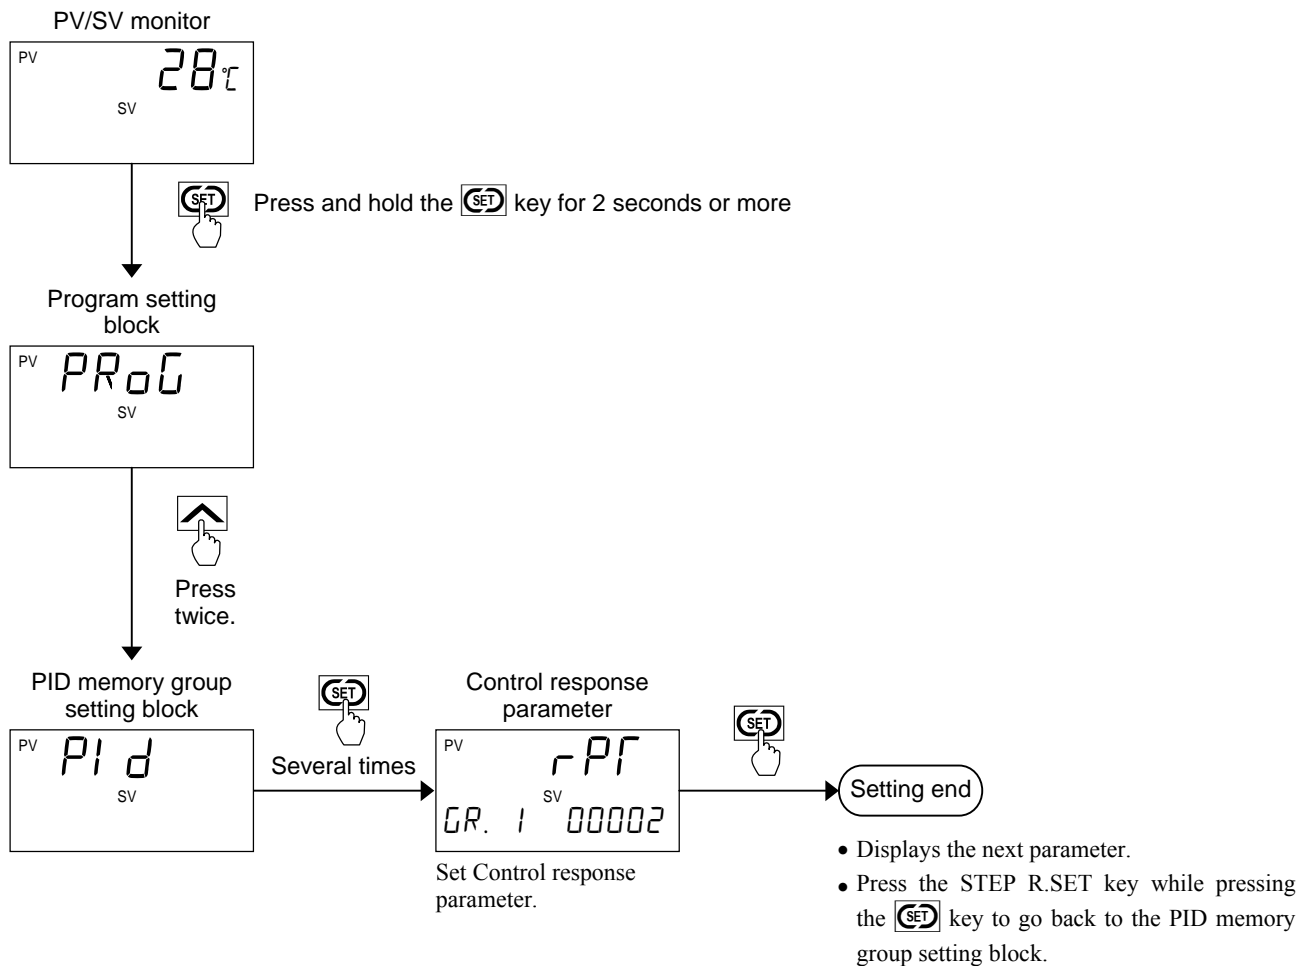 PV/SV monitor
PV
28℃
SV
SET
Press and hold the SET key for 2 seconds or more
Program setting
block
PV
PRoG
SV
Press
twice.
PID memory group
setting block
PV
PId
SV
SET
Several times
Control response
parameter
PV
rPT
SV
GR. 1 00002
Set Control response
parameter.
SET
Setting end
• Displays the next parameter.
• Press the STEP R.SET key while pressing
the SET key to go back to the PID memory
group setting block.